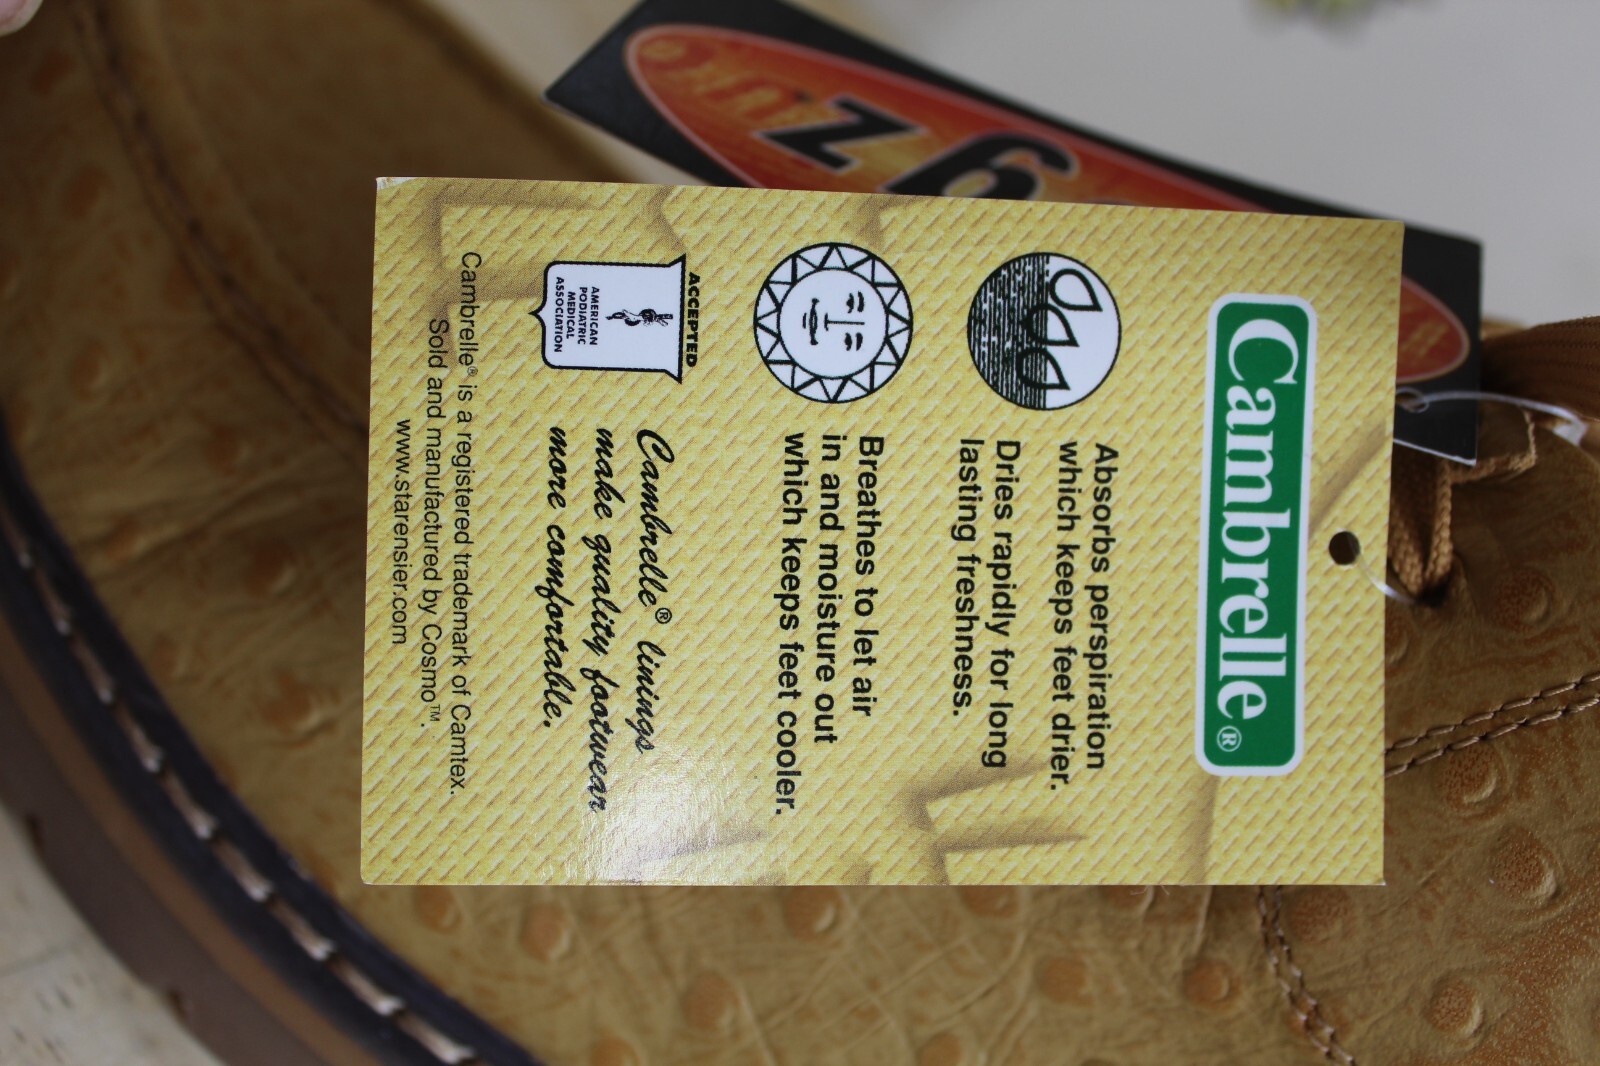 Cambrelle®
Absorbs perspiration
which keeps feet drier.
Dries rapidly for long
lasting freshness.
Breathes to let air
in and moisture out
which keeps feet cooler.
ACCEPTED
AMERICAN
PODIATRIC
MEDICAL
ASSOCIATION
Cambrelle® linings
make quality footwear
more comfortable.
Cambrelle® is a registered trademark of Camtex.
Sold and manufactured by Cosmo™.
www.starensier.com